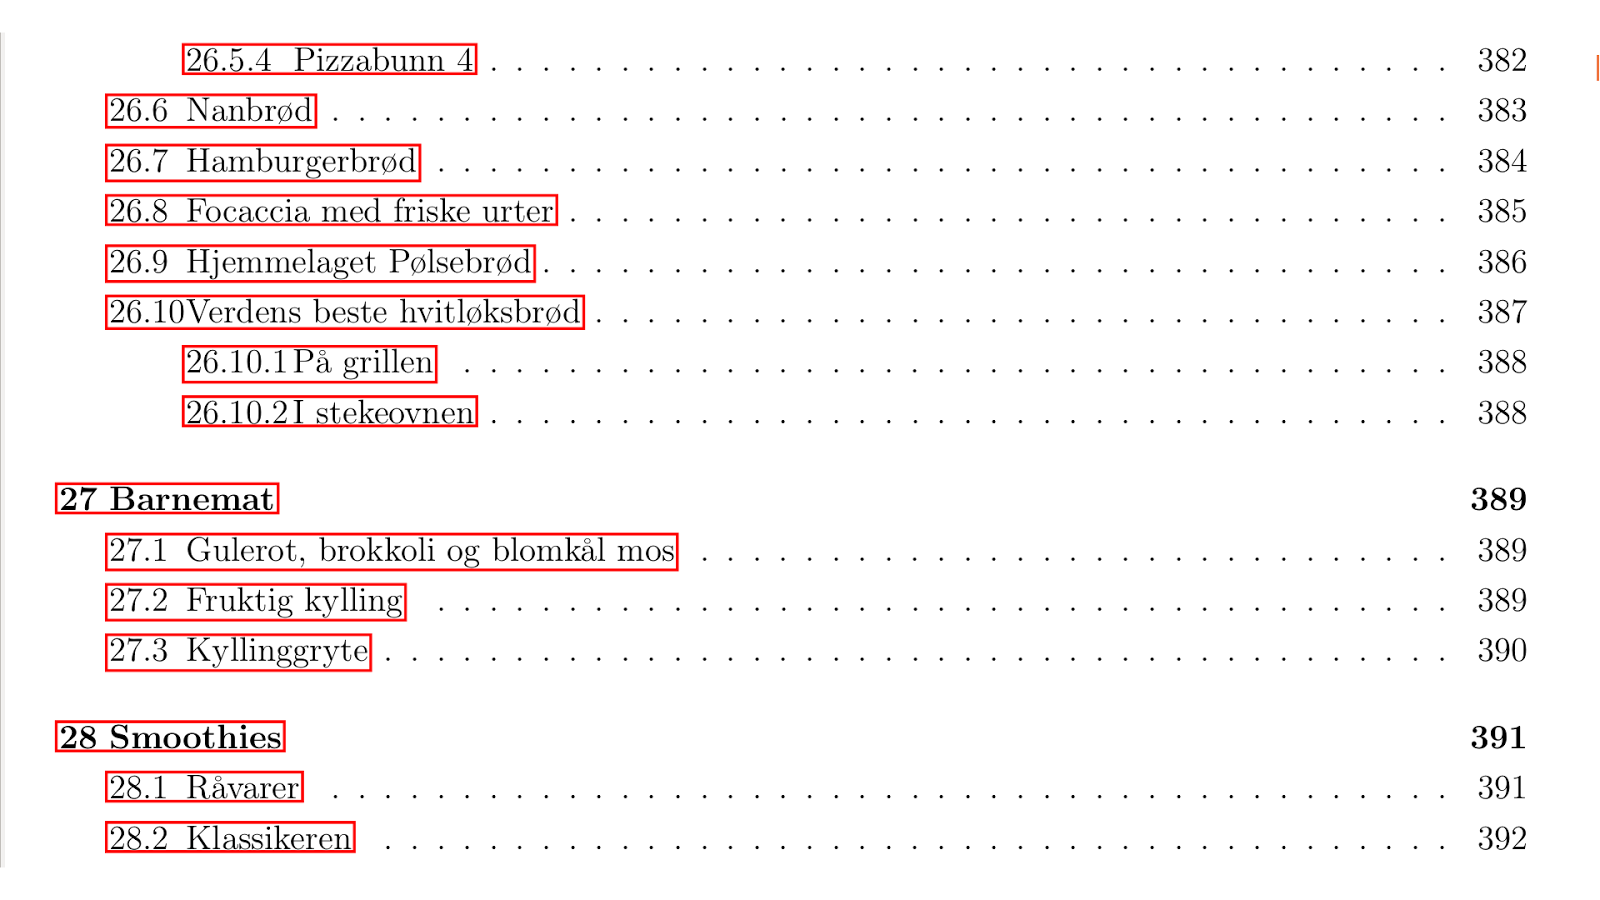 26.5.4 Pizzabunn 4 . . . . . . . . . . . . . . . . . . . . . . . . . . . . . . . . . . . . . 382
26.6 Nanbrød . . . . . . . . . . . . . . . . . . . . . . . . . . . . . . . . . . . . . . . . . . . 383
26.7 Hamburgerbrød . . . . . . . . . . . . . . . . . . . . . . . . . . . . . . . . . . . . . . . 384
26.8 Focaccia med friske urter . . . . . . . . . . . . . . . . . . . . . . . . . . . . . . . . . . 385
26.9 Hjemmelaget Pølsebrød . . . . . . . . . . . . . . . . . . . . . . . . . . . . . . . . . . . 386
26.10Verdens beste hvitløksbrød . . . . . . . . . . . . . . . . . . . . . . . . . . . . . . . . . 387
26.10.1 På grillen . . . . . . . . . . . . . . . . . . . . . . . . . . . . . . . . . . . . . . 388
26.10.2 I stekeovnen . . . . . . . . . . . . . . . . . . . . . . . . . . . . . . . . . . . . . 388
27 Barnemat 389
27.1 Gulerot, brokkoli og blomkål mos . . . . . . . . . . . . . . . . . . . . . . . . . . . . . 389
27.2 Fruktig kylling . . . . . . . . . . . . . . . . . . . . . . . . . . . . . . . . . . . . . . . 389
27.3 Kyllinggryte . . . . . . . . . . . . . . . . . . . . . . . . . . . . . . . . . . . . . . . . . 390
28 Smoothies 391
28.1 Råvarer . . . . . . . . . . . . . . . . . . . . . . . . . . . . . . . . . . . . . . . . . . . 391
28.2 Klassikeren . . . . . . . . . . . . . . . . . . . . . . . . . . . . . . . . . . . . . . . . . 392